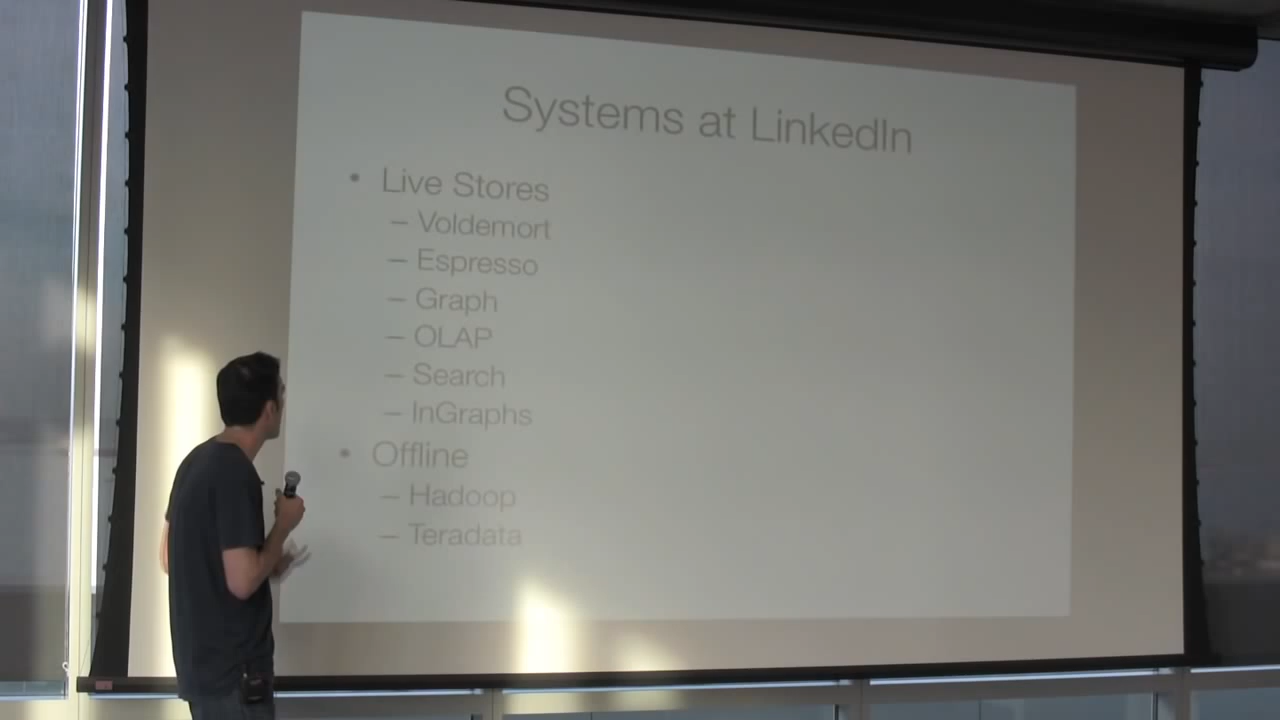 Systems at LinkedIn
• Live Stores
– Voldemort
– Espresso
– Graph
– OLAP
– Search
– InGraphs
• Offline
– Hadoop
– Teradata